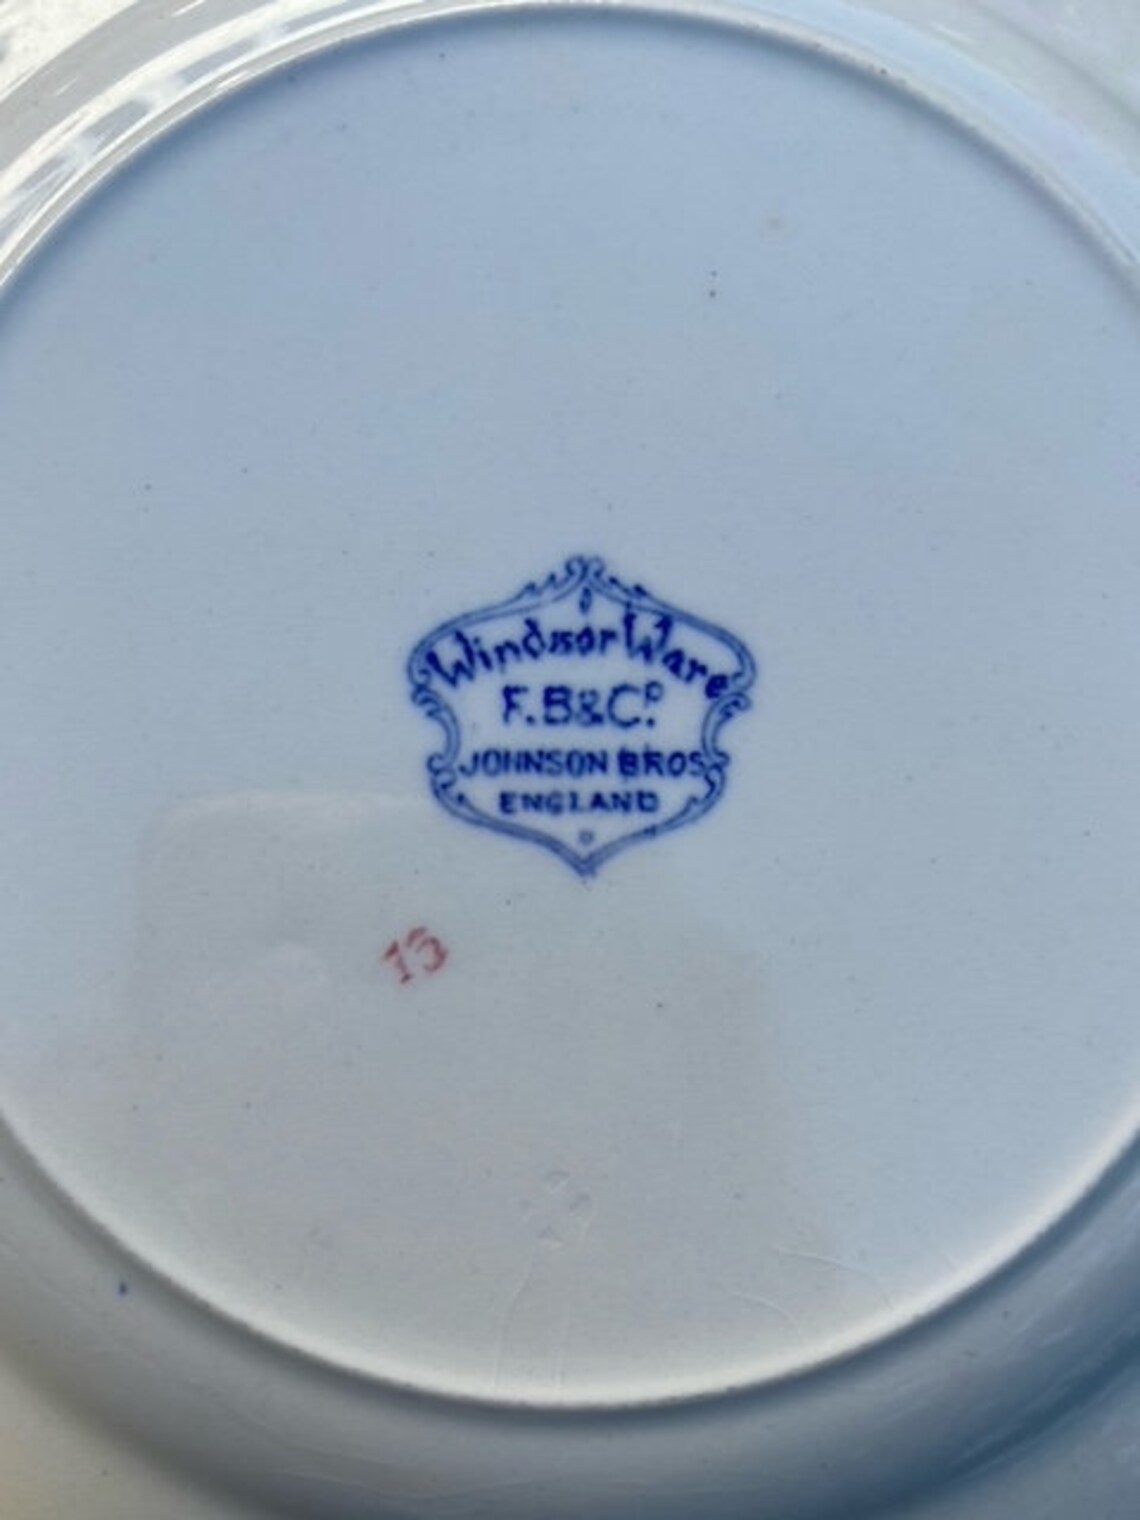 Windsor Ware
F.B&Cº.
JOHNSON BROS
ENGLAND
13